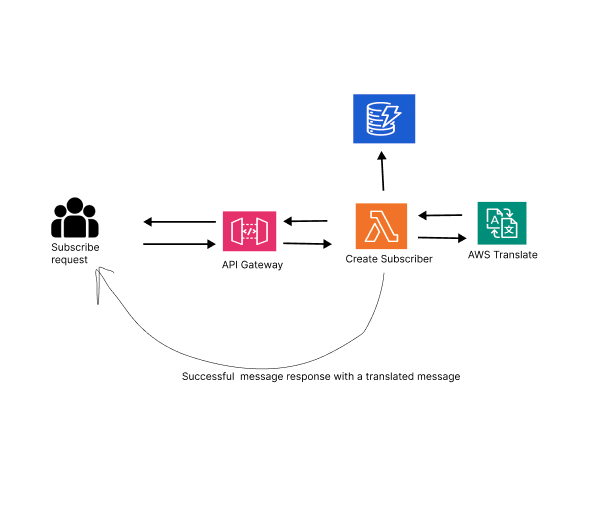 Subscribe
request
API Gateway
Create Subscriber
AWS Translate
Successful  message response with a translated message